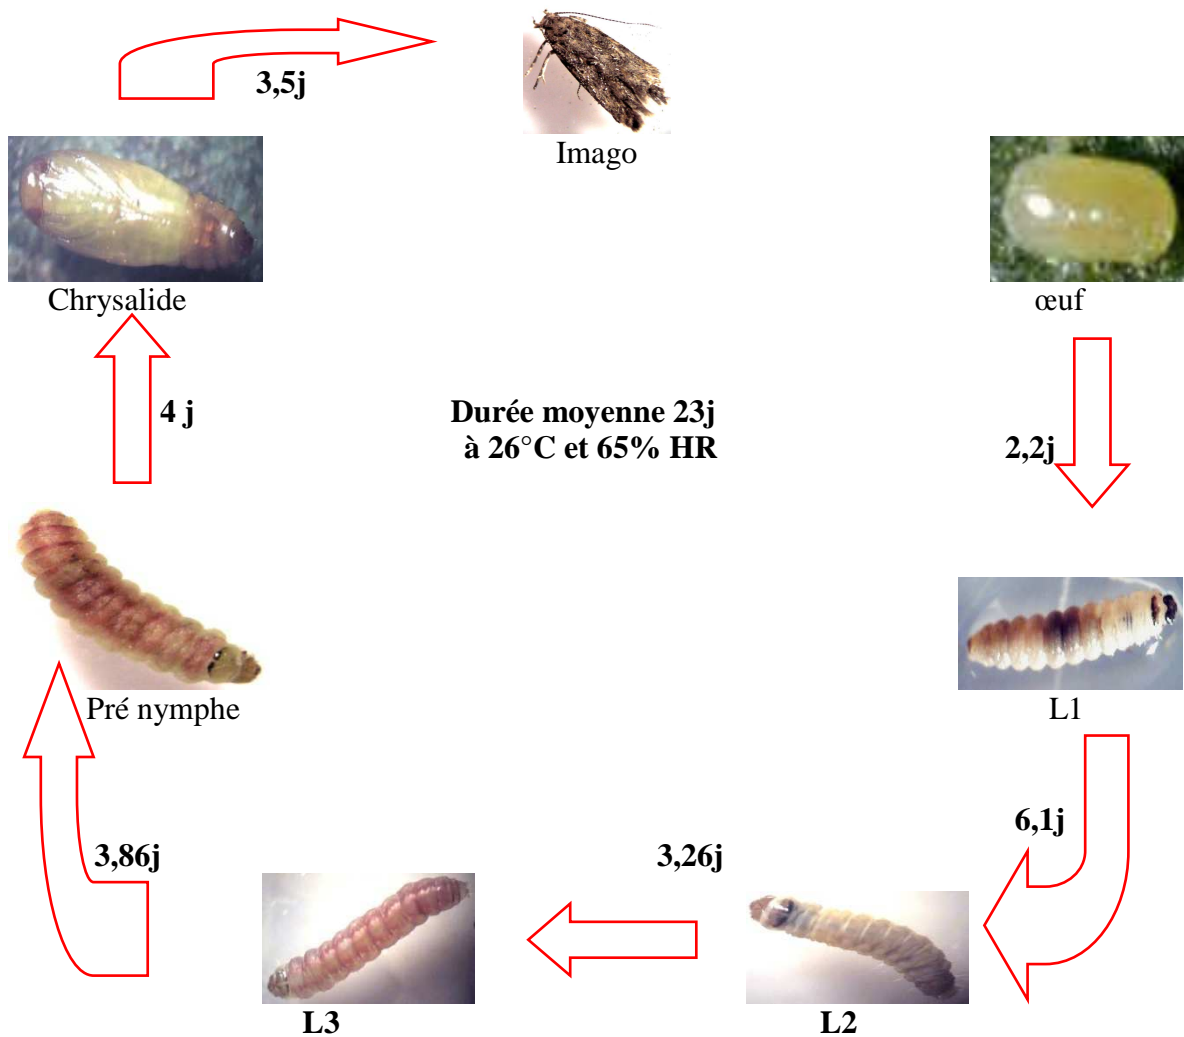 3,5j
Imago
Chrysalide
œuf
4 j
Durée moyenne 23j
à 26°C et 65% HR
2,2j
Pré nymphe
L1
6,1j
3,86j
3,26j
L3
L2